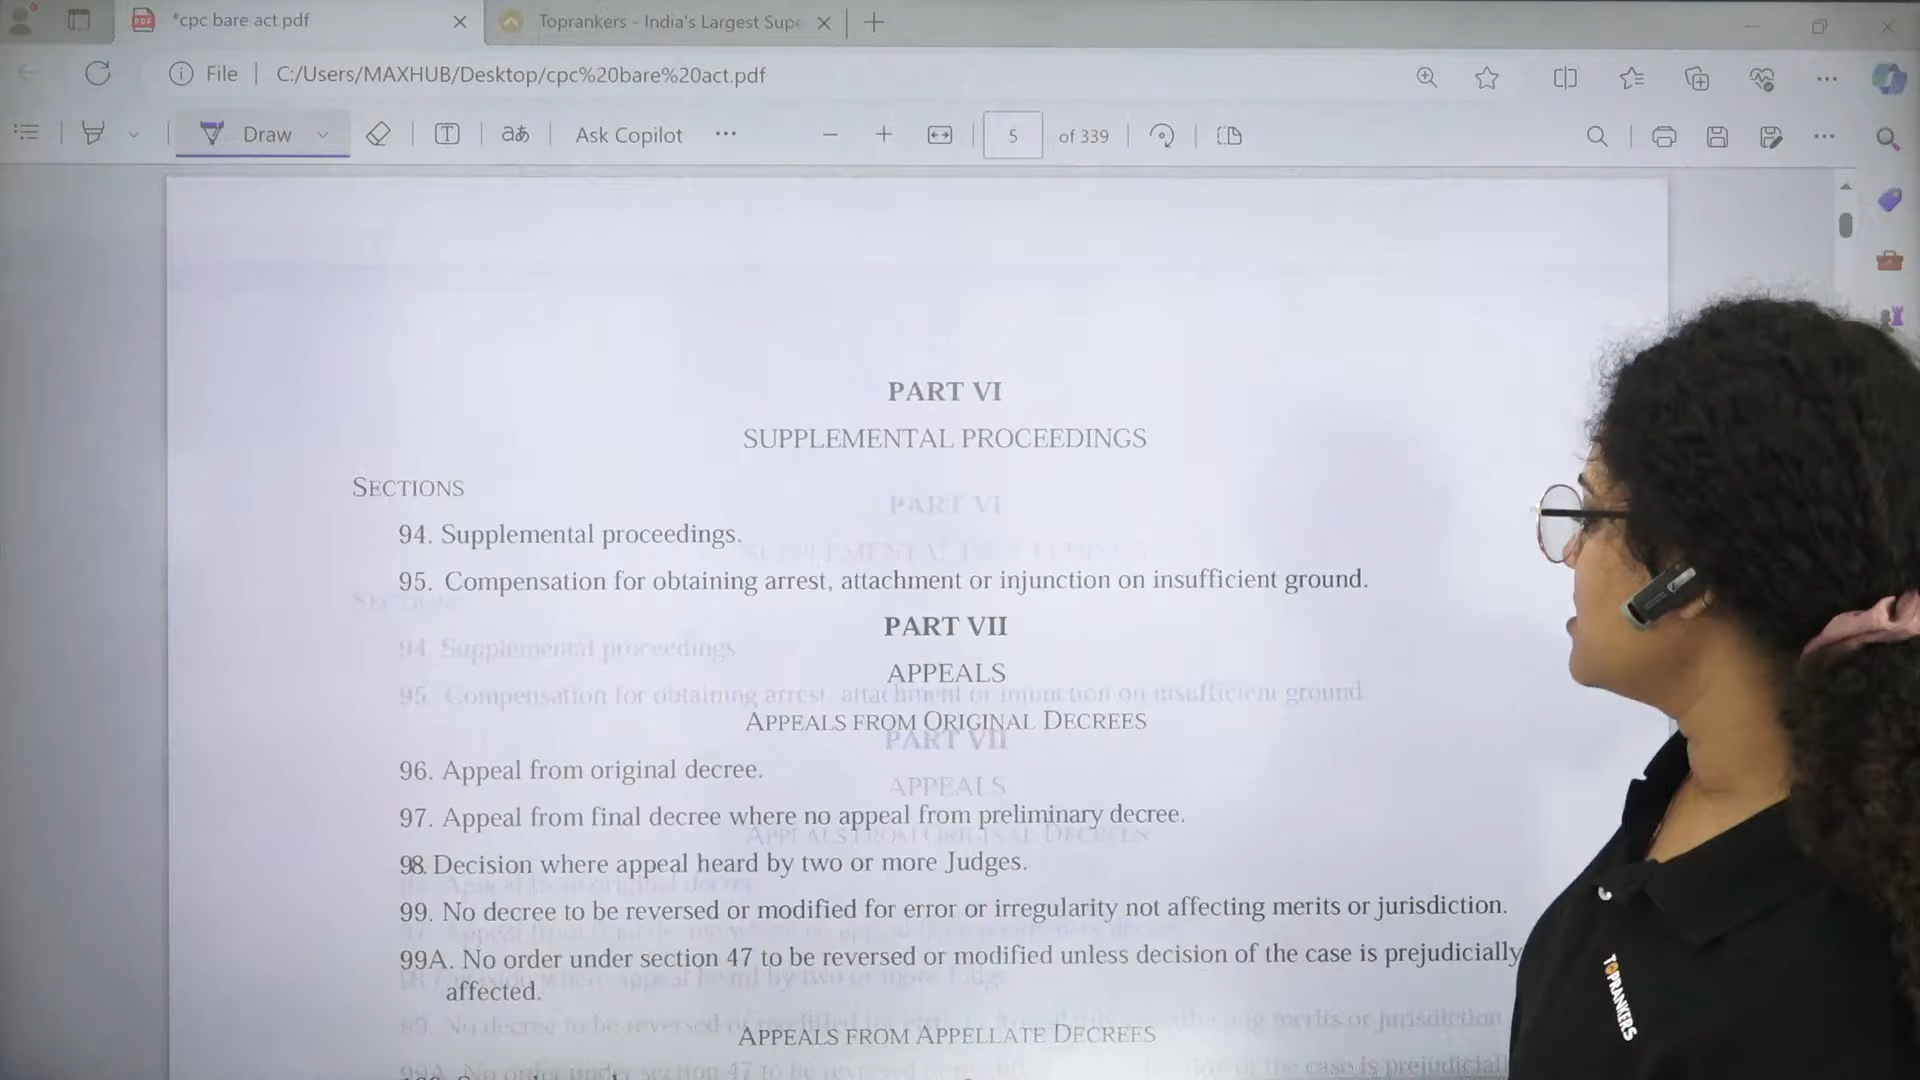 *cpc bare act.pdf
Toprankers - India's Largest Supe
File
C:/Users/MAXHUB/Desktop/cpc%20bare%20act.pdf
Draw
aあ
Ask Copilot
5
of 339
PART VI
SUPPLEMENTAL PROCEEDINGS
SECTIONS
94. Supplemental proceedings.
95. Compensation for obtaining arrest, attachment or injunction on insufficient ground.
PART VII
APPEALS
APPEALS FROM ORIGINAL DECREES
96. Appeal from original decree.
97. Appeal from final decree where no appeal from preliminary decree.
98. Decision where appeal heard by two or more Judges.
99. No decree to be reversed or modified for error or irregularity not affecting merits or jurisdiction.
99A. No order under section 47 to be reversed or modified unless decision of the case is prejudicially
affected.
APPEALS FROM APPELLATE DECREES
TOPRANKERS